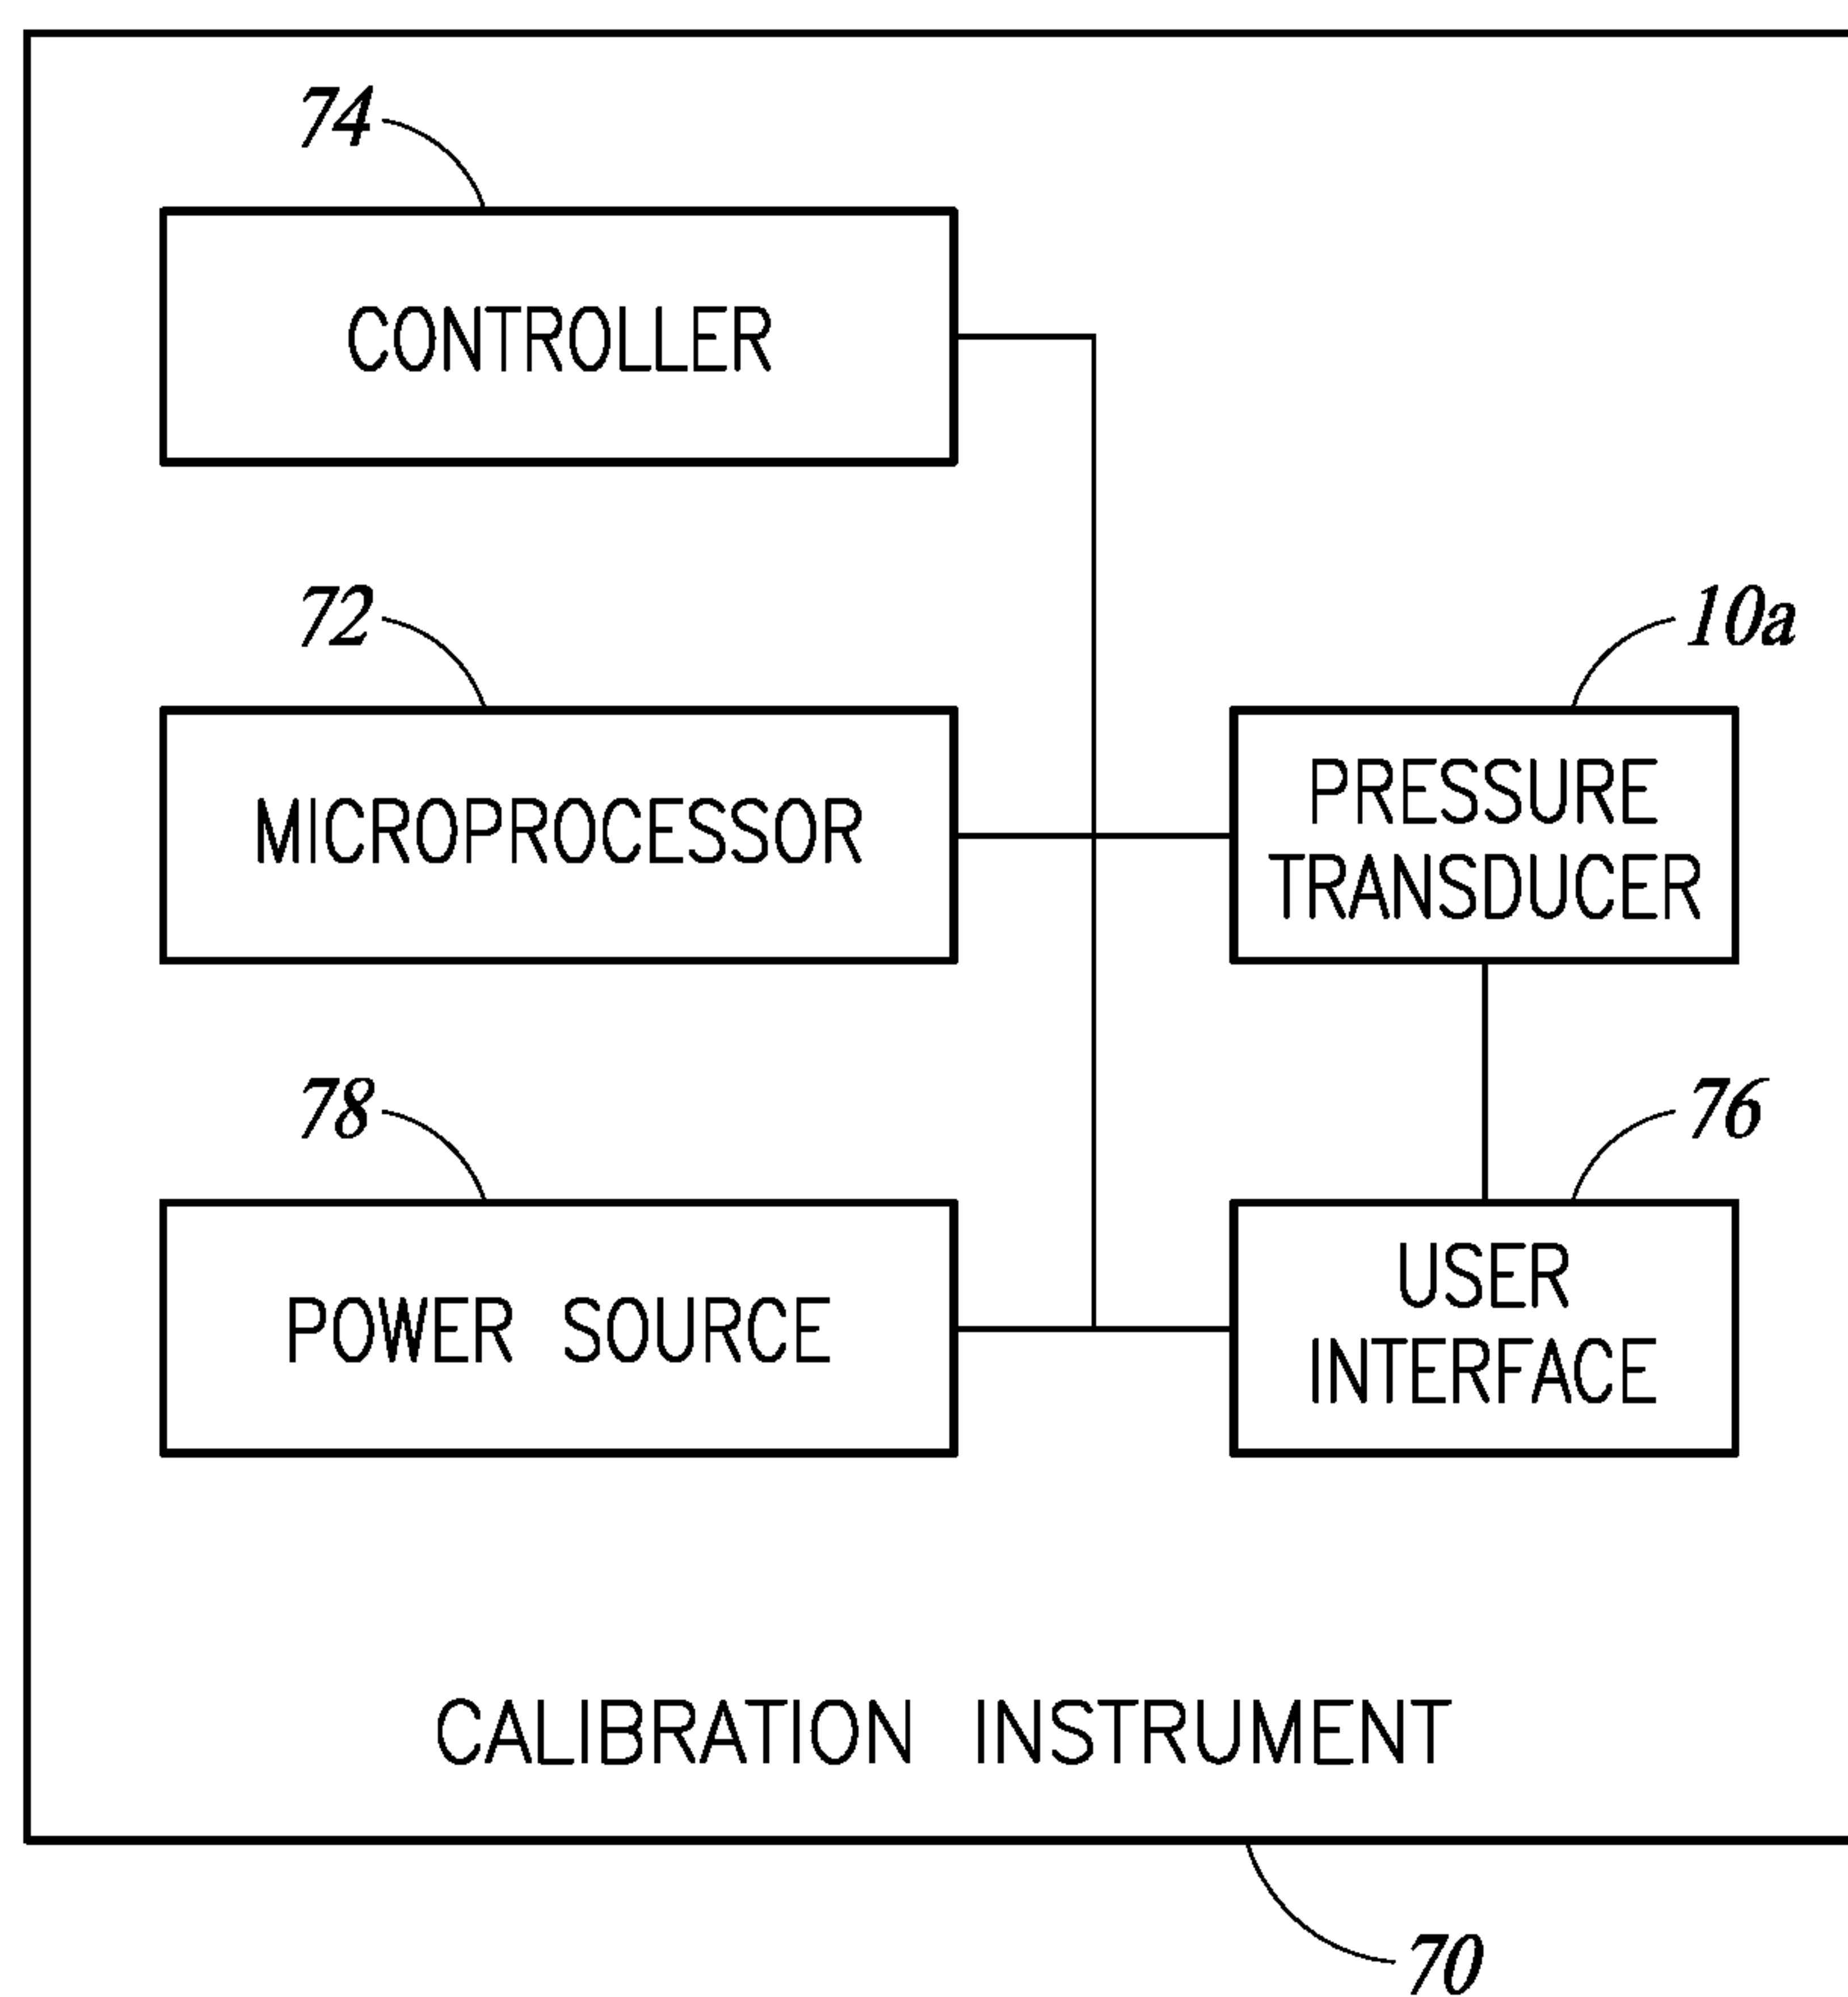 74
CONTROLLER
72
MICROPROCESSOR
10a
PRESSURE
TRANSDUCER
78
POWER SOURCE
76
USER
INTERFACE
CALIBRATION INSTRUMENT
70